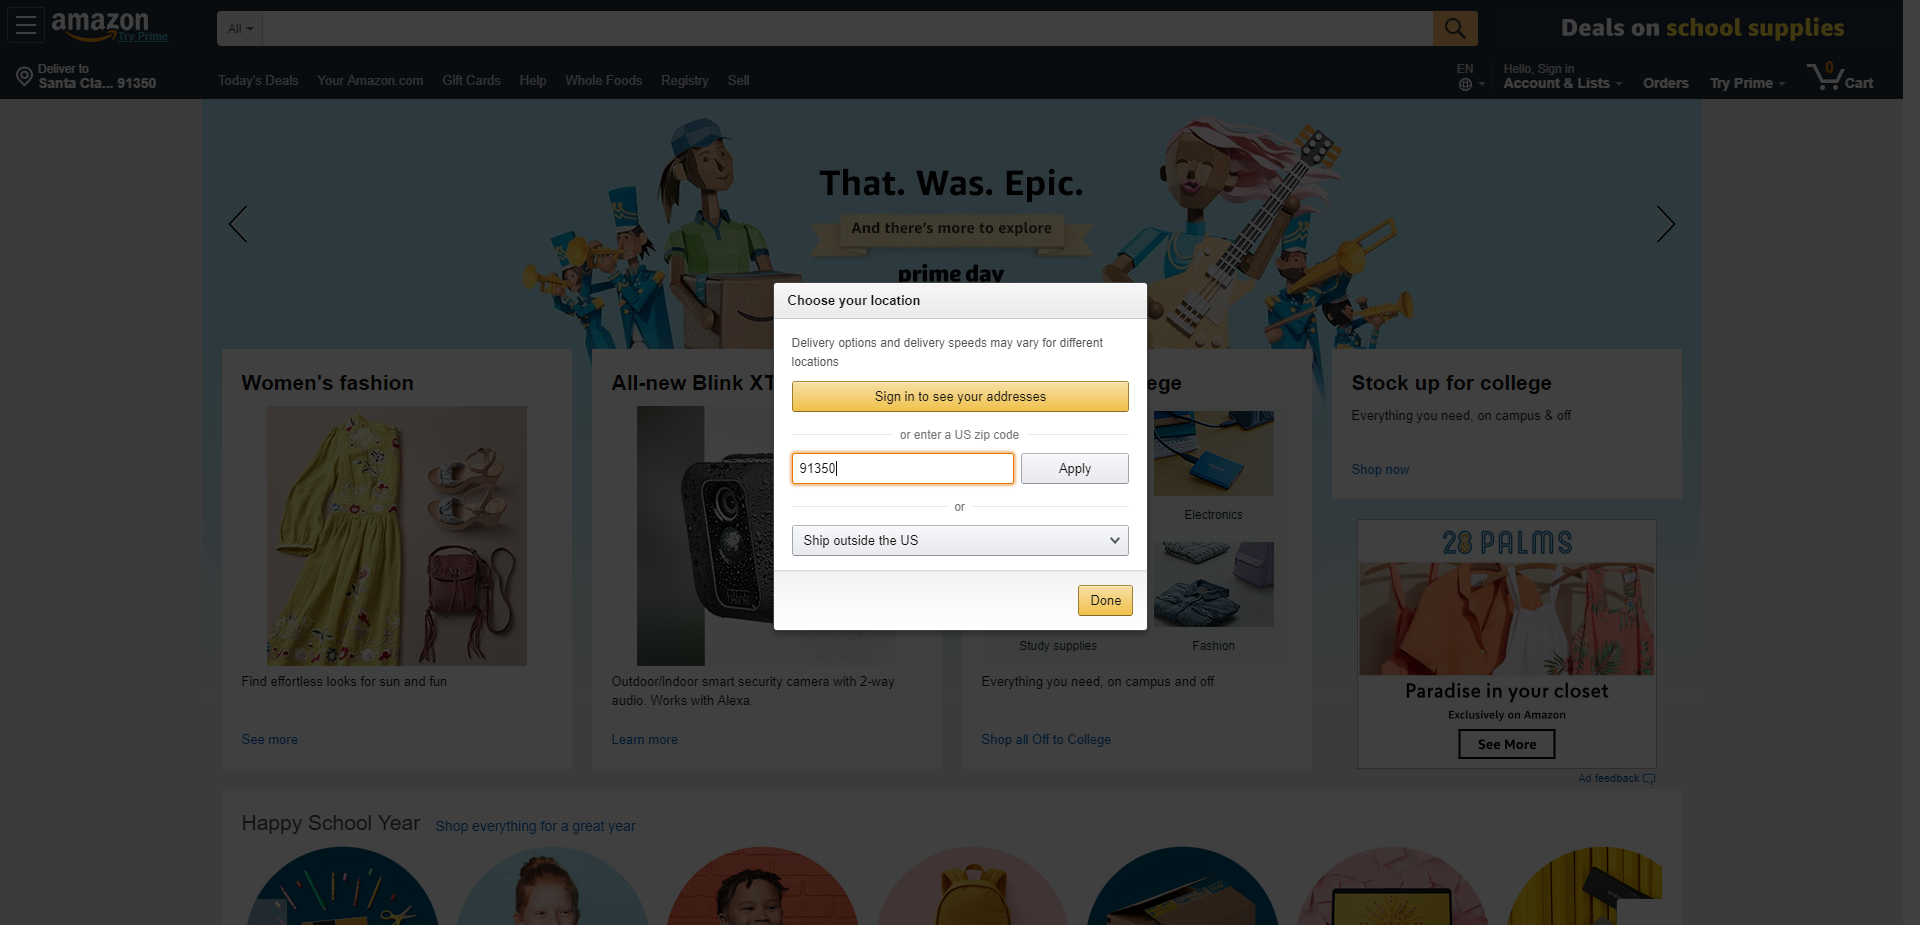 amazon
Try Prime
All
Deals on school supplies
Deliver to
Santa Cla... 91350
Today's Deals
Your Amazon.com
Gift Cards
Help
Whole Foods
Registry
Sell
EN
Hello, Sign in
Account & Lists
Orders
Try Prime
0
Cart
That. Was. Epic.
And there's more to explore
prime day
Choose your location
Delivery options and delivery speeds may vary for different
locations
Sign in to see your addresses
or enter a US zip code
91350
Apply
or
Ship outside the US
Done
Women's fashion
Find effortless looks for sun and fun
See more
All-new Blink XT
Outdoor/indoor smart security camera with 2-way
audio. Works with Alexa.
Learn more
ege
Electronics
Study supplies
Fashion
Everything you need, on campus and off
Shop all Off to College
Stock up for college
Everything you need, on campus & off
Shop now
28 PALMS
Paradise in your closet
Exclusively on Amazon
See More
Ad feedback
Happy School Year
Shop everything for a great year